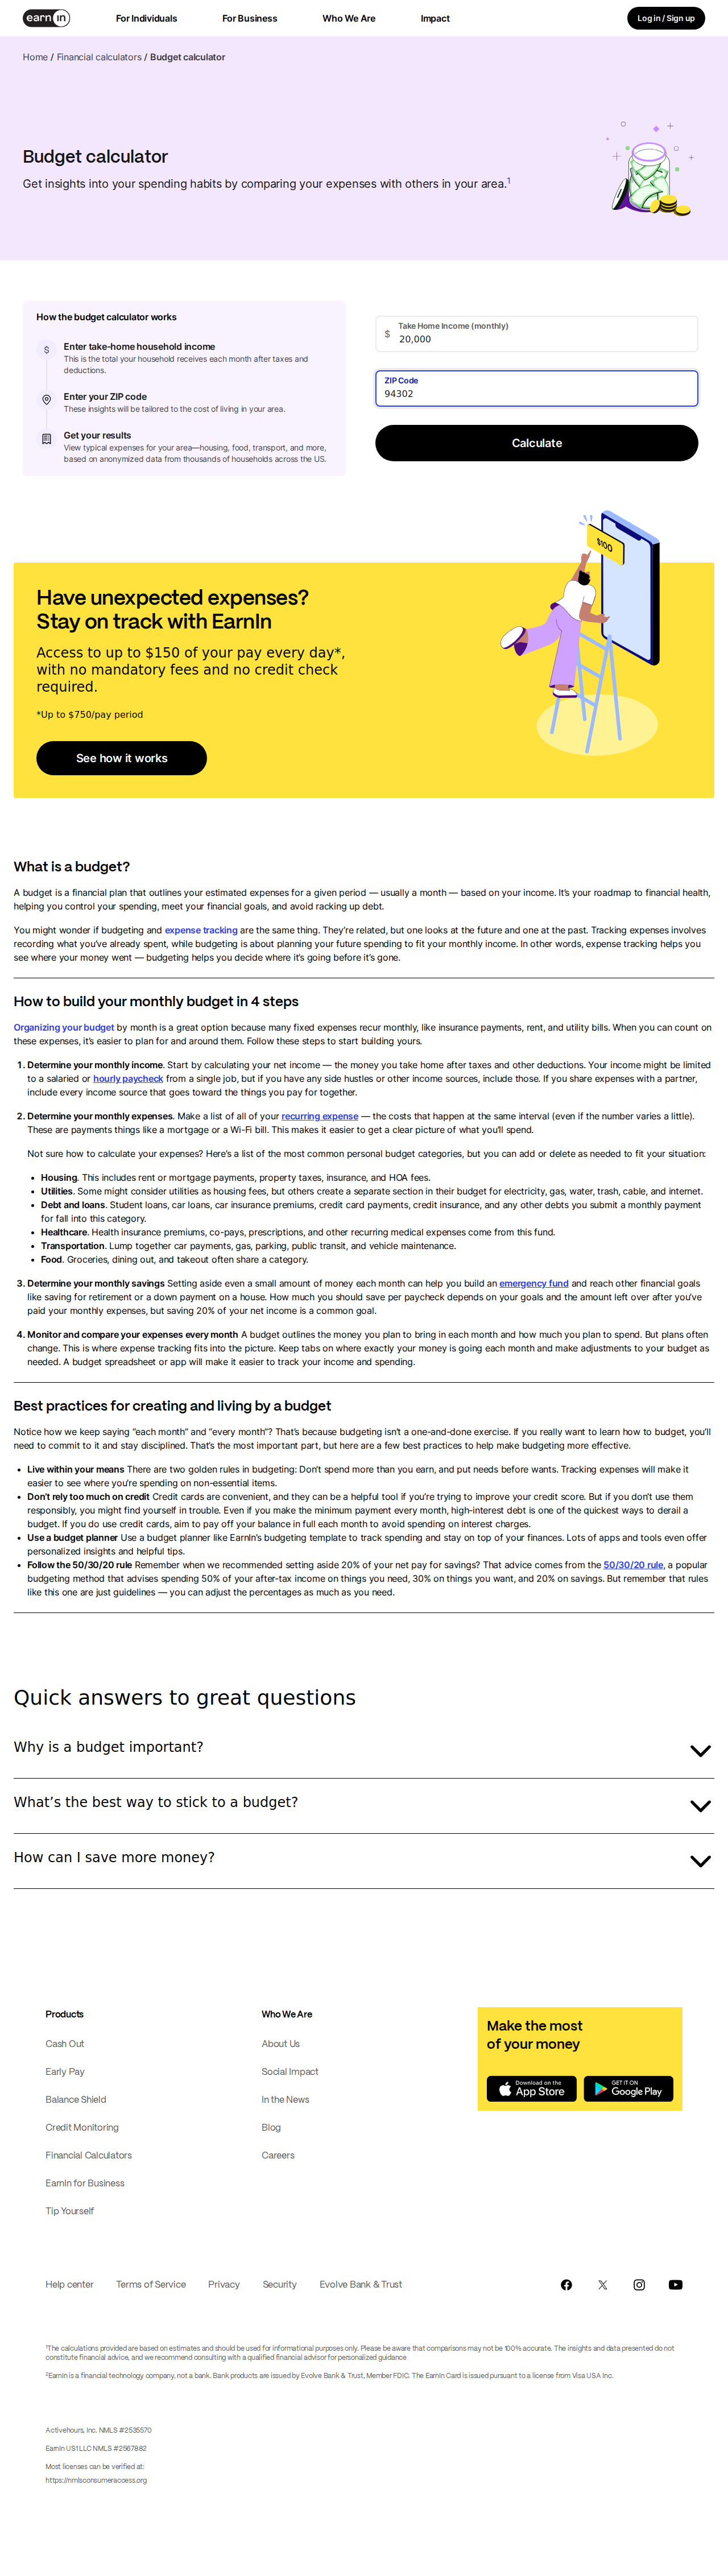 earnin
For Individuals
For Business
Who We Are
Impact
Log in / Sign up
Home / Financial calculators / Budget calculator
Budget calculator
Get insights into your spending habits by comparing your expenses with others in your area.1
How the budget calculator works
$
Enter take-home household income
This is the total your household receives each month after taxes and
deductions.
Enter your ZIP code
These insights will be tailored to the cost of living in your area.
Get your results
View typical expenses for your area—housing, food, transport, and more,
based on anonymized data from thousands of households across the US.
Take Home Income (monthly)
$ 20,000
ZIP Code
94302
Calculate
$100
Have unexpected expenses?
Stay on track with EarnIn
Access to up to $150 of your pay every day*,
with no mandatory fees and no credit check
required.
*Up to $750/pay period
See how it works
What is a budget?
A budget is a financial plan that outlines your estimated expenses for a given period — usually a month — based on your income. It's your roadmap to financial health,
helping you control your spending, meet your financial goals, and avoid racking up debt.
You might wonder if budgeting and expense tracking are the same thing. They're related, but one looks at the future and one at the past. Tracking expenses involves
recording what you've already spent, while budgeting is about planning your future spending to fit your monthly income. In other words, expense tracking helps you
see where your money went — budgeting helps you decide where it's going before it's gone.
How to build your monthly budget in 4 steps
Organizing your budget by month is a great option because many fixed expenses recur monthly, like insurance payments, rent, and utility bills. When you can count on
these expenses, it's easier to plan for and around them. Follow these steps to start building yours.
1. Determine your monthly income. Start by calculating your net income — the money you take home after taxes and other deductions. Your income might be limited
to a salaried or hourly paycheck from a single job, but if you have any side hustles or other income sources, include those. If you share expenses with a partner,
include every income source that goes toward the things you pay for together.
2. Determine your monthly expenses. Make a list of all of your recurring expense — the costs that happen at the same interval (even if the number varies a little).
These are payments things like a mortgage or a Wi-Fi bill. This makes it easier to get a clear picture of what you'll spend.
Not sure how to calculate your expenses? Here's a list of the most common personal budget categories, but you can add or delete as needed to fit your situation:
• Housing. This includes rent or mortgage payments, property taxes, insurance, and HOA fees.
• Utilities. Some might consider utilities as housing fees, but others create a separate section in their budget for electricity, gas, water, trash, cable, and internet.
• Debt and loans. Student loans, car loans, car insurance premiums, credit card payments, credit insurance, and any other debts you submit a monthly payment
for fall into this category.
• Healthcare. Health insurance premiums, co-pays, prescriptions, and other recurring medical expenses come from this fund.
• Transportation. Lump together car payments, gas, parking, public transit, and vehicle maintenance.
• Food. Groceries, dining out, and takeout often share a category.
3. Determine your monthly savings Setting aside even a small amount of money each month can help you build an emergency fund and reach other financial goals
like saving for retirement or a down payment on a house. How much you should save per paycheck depends on your goals and the amount left over after you've
paid your monthly expenses, but saving 20% of your net income is a common goal.
4. Monitor and compare your expenses every month A budget outlines the money you plan to bring in each month and how much you plan to spend. But plans often
change. This is where expense tracking fits into the picture. Keep tabs on where exactly your money is going each month and make adjustments to your budget as
needed. A budget spreadsheet or app will make it easier to track your income and spending.
Best practices for creating and living by a budget
Notice how we keep saying "each month" and "every month"? That's because budgeting isn't a one-and-done exercise. If you really want to learn how to budget, you'll
need to commit to it and stay disciplined. That's the most important part, but here are a few best practices to help make budgeting more effective.
• Live within your means There are two golden rules in budgeting: Don't spend more than you earn, and put needs before wants. Tracking expenses will make it
easier to see where you're spending on non-essential items.
• Don't rely too much on credit Credit cards are convenient, and they can be a helpful tool if you're trying to improve your credit score. But if you don't use them
responsibly, you might find yourself in trouble. Even if you make the minimum payment every month, high-interest debt is one of the quickest ways to derail a
budget. If you do use credit cards, aim to pay off your balance in full each month to avoid spending on interest charges.
• Use a budget planner Use a budget planner like EarnIn's budgeting template to track spending and stay on top of your finances. Lots of apps and tools even offer
personalized insights and helpful tips.
• Follow the 50/30/20 rule Remember when we recommended setting aside 20% of your net pay for savings? That advice comes from the 50/30/20 rule, a popular
budgeting method that advises spending 50% of your after-tax income on things you need, 30% on things you want, and 20% on savings. But remember that rules
like this one are just guidelines — you can adjust the percentages as much as you need.
Quick answers to great questions
Why is a budget important?
What's the best way to stick to a budget?
How can I save more money?
Products
Cash Out
Early Pay
Balance Shield
Credit Monitoring
Financial Calculators
EarnIn for Business
Tip Yourself
Who We Are
About Us
Social Impact
In the News
Blog
Careers
Make the most
of your money
Download on the
App Store
GET IT ON
Google Play
Help center
Terms of Service
Privacy
Security
Evolve Bank & Trust
1The calculations provided are based on estimates and should be used for informational purposes only. Please be aware that comparisons may not be 100% accurate. The insights and data presented do not
constitute financial advice, and we recommend consulting with a qualified financial advisor for personalized guidance
2EarnIn is a financial technology company, not a bank. Bank products are issued by Evolve Bank & Trust, Member FDIC. The EarnIn Card is issued pursuant to a license from Visa USA Inc.
Activehours, Inc. NMLS #2535570
EarnIn US1 LLC NMLS #2567882
Most licenses can be verified at:
https://nmlsconsumeraccess.org